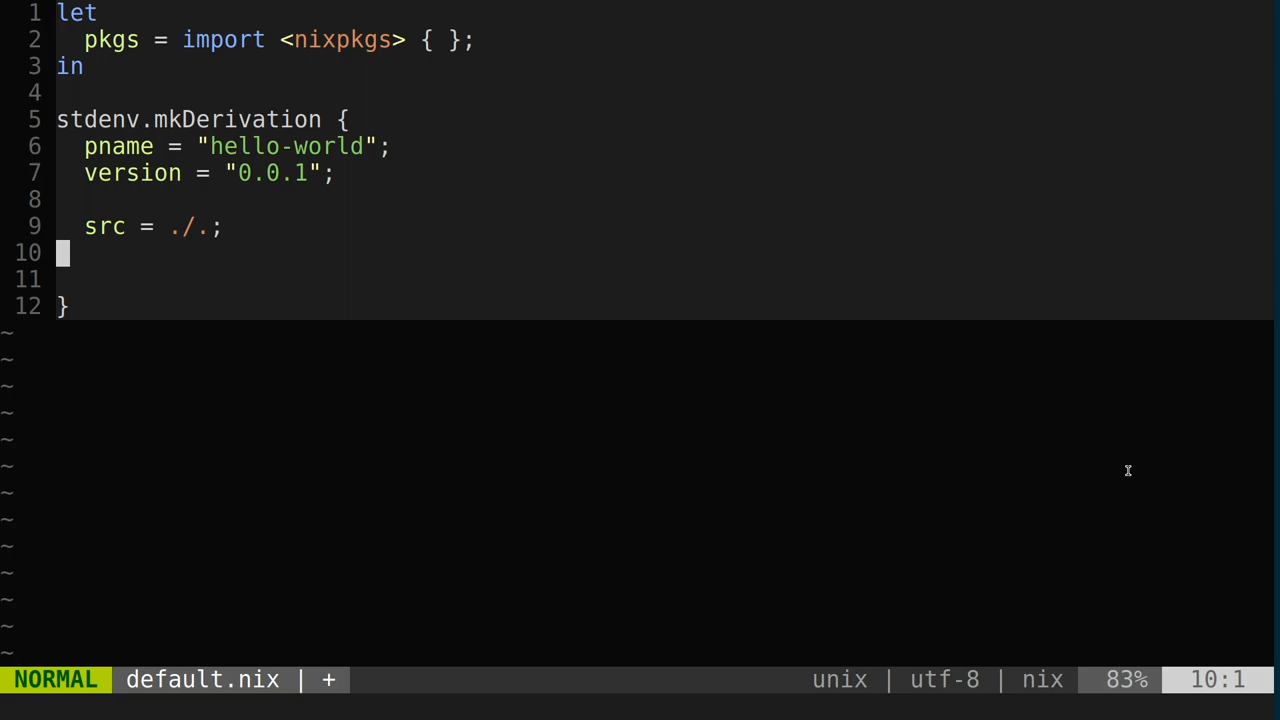 1 let
2   pkgs = import <nixpkgs> { };
3 in
4
5 stdenv.mkDerivation {
6   pname = "hello-world";
7   version = "0.0.1";
8
9   src = ./.;
10
11
12 }
~
~
~
~
~
~
~
~
~
~
~
~
~
NORMAL default.nix | + unix | utf-8 | nix 83% 10:1